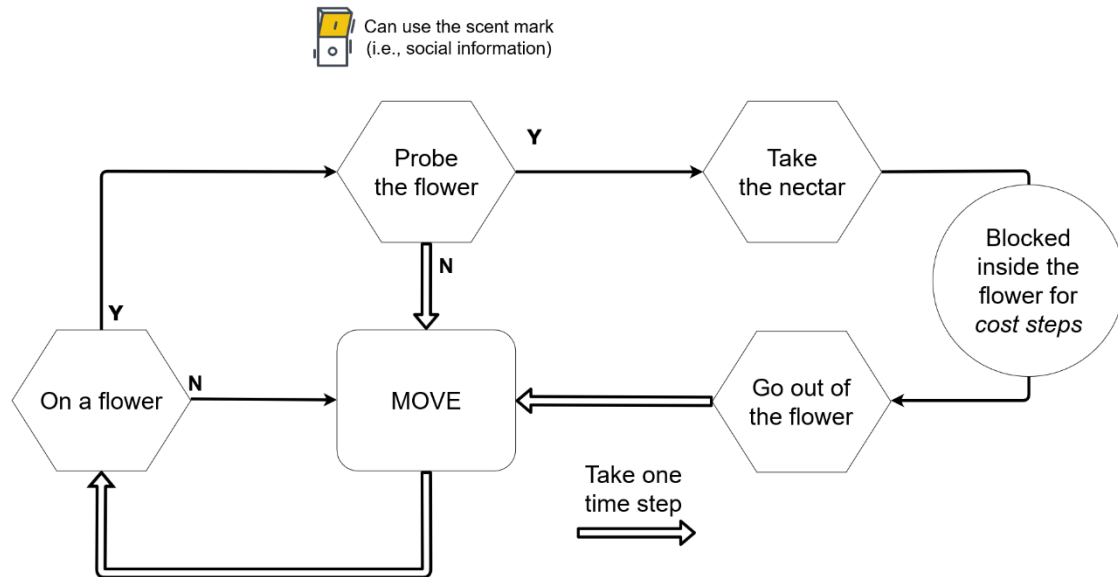 Can use the scent mark
(i.e., social information)
Probe
the flower
Y
Take
the nectar
Blocked
inside the
flower for
cost steps
N
Y
On a flower
N
MOVE
Go out of
the flower
Take one
time step